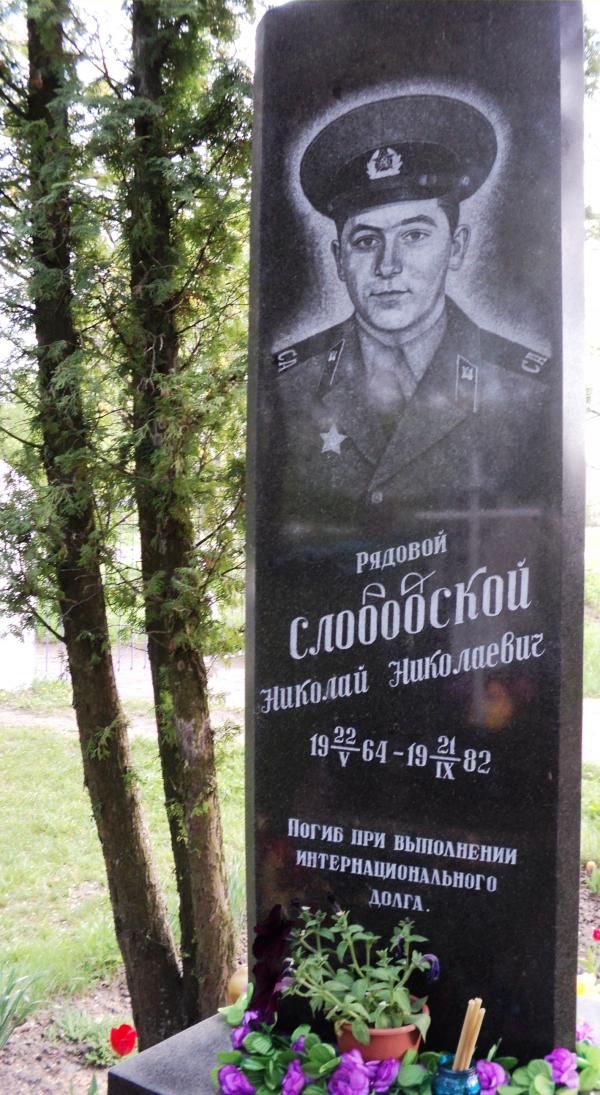 СА СА
Рядовой
Слободской
Николай Николаевич
19 22/V 64 - 19 21/IX 82
Погиб при выполнении
интернационального
долга.